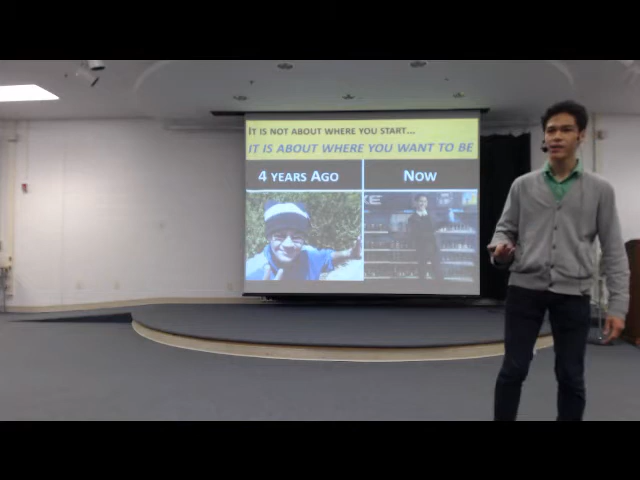 IT IS NOT ABOUT WHERE YOU START...
IT IS ABOUT WHERE YOU WANT TO BE
4 YEARS AGO
NOW